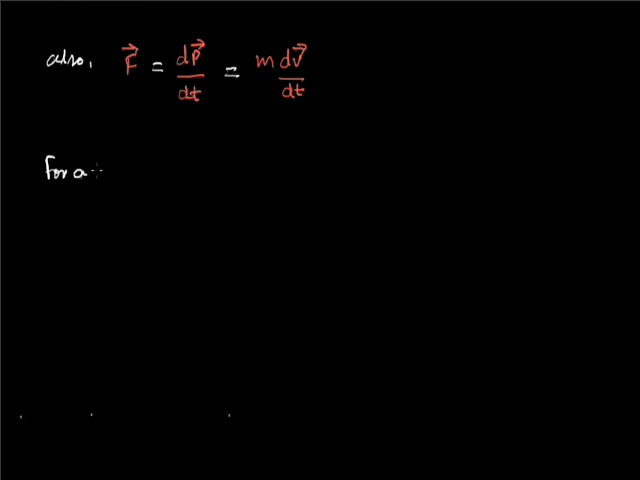 also, F⃗ = dP⃗/dt = m dV⃗/dt
For a